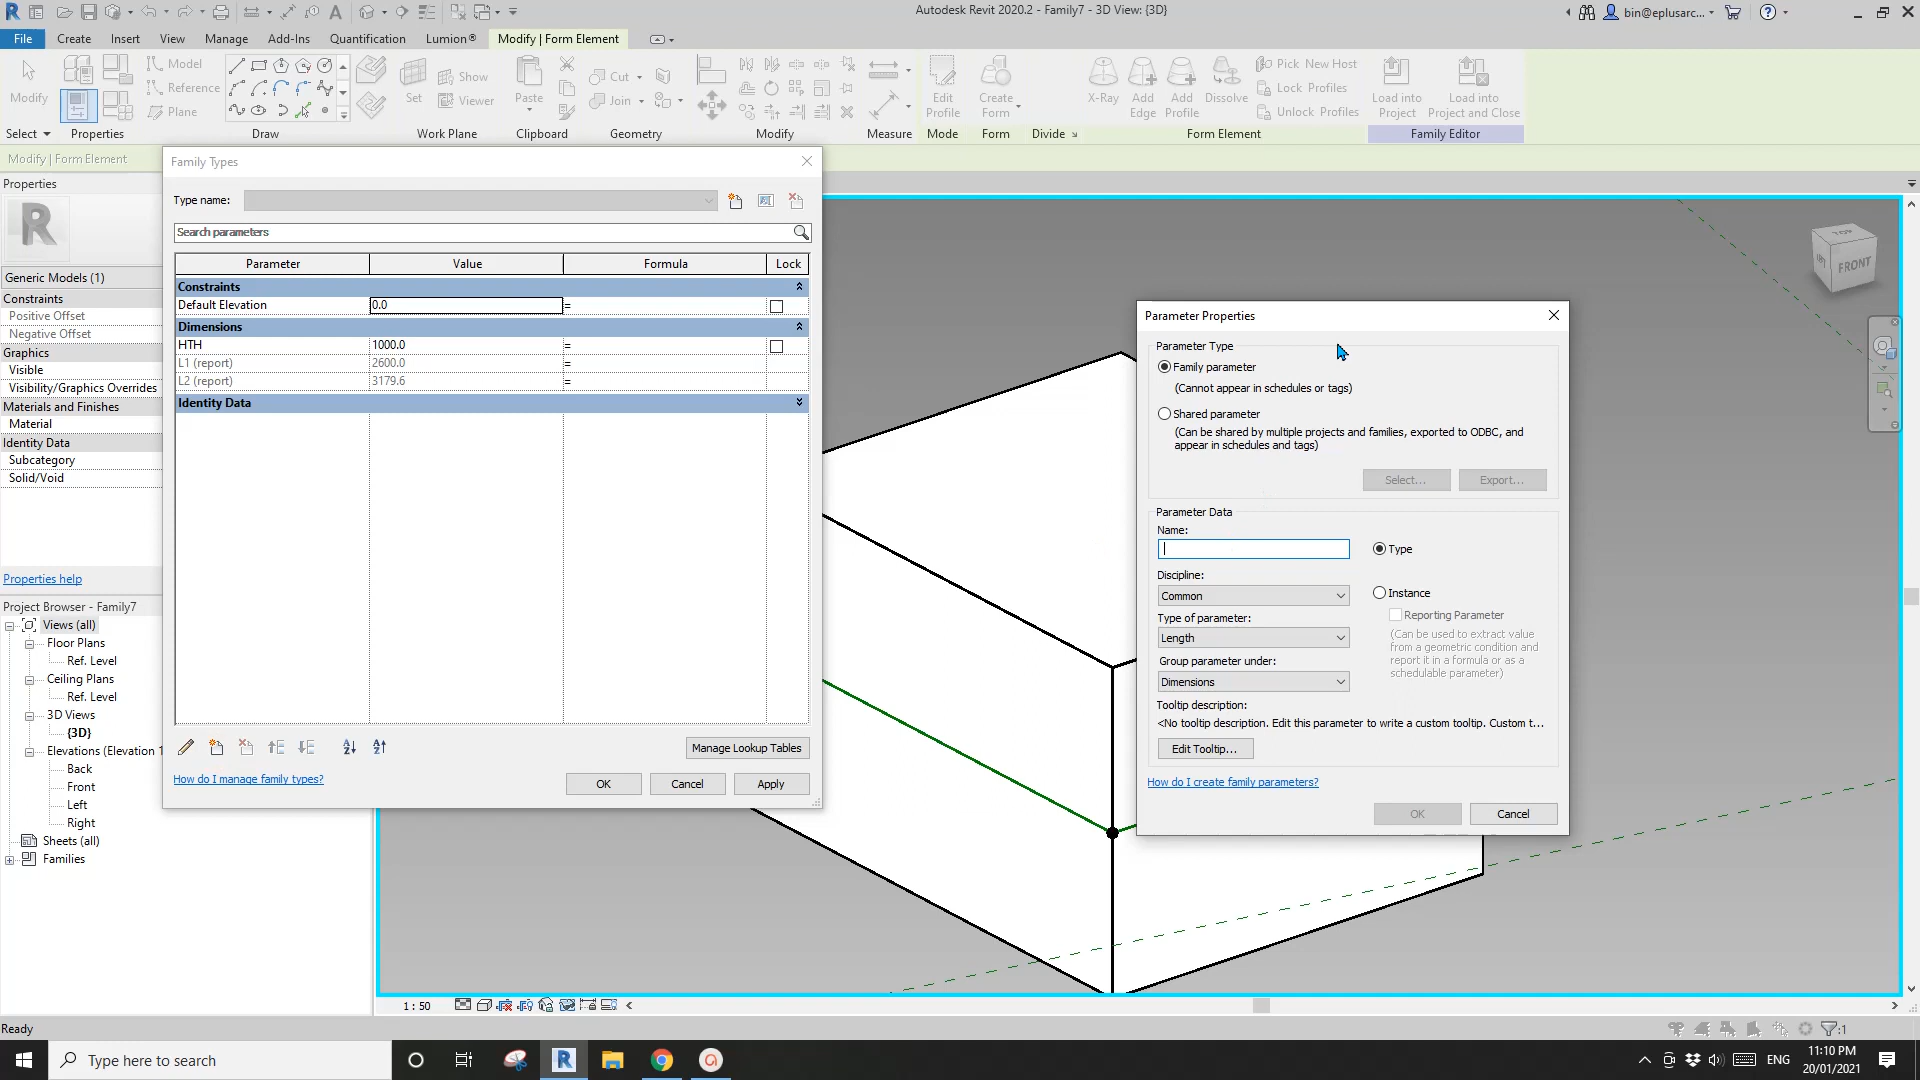 Autodesk Revit 2020.2 - Family7 - 3D View: {3D}
bin@eplusarc...
File Create Insert View Manage Add-Ins Quantification Lumion® Modify | Form Element
Modify
Model
Reference
Plane
Set
Show
Viewer
Paste
Cut
Join
Edit Profile
Create Form
X-Ray
Add Edge
Add Profile
Dissolve
Pick New Host
Lock Profiles
Unlock Profiles
Load into Project
Load into Project and Close
Select Properties Draw Work Plane Clipboard Geometry Modify Measure Mode Form Divide Form Element Family Editor
Modify | Form Element
Properties
R
Generic Models (1)
Constraints
Positive Offset
Negative Offset
Graphics
Visible
Visibility/Graphics Overrides
Materials and Finishes
Material
Identity Data
Subcategory
Solid/Void
Properties help
Project Browser - Family7
Views (all)
Floor Plans
Ref. Level
Ceiling Plans
Ref. Level
3D Views
{3D}
Elevations (Elevation 1
Back
Front
Left
Right
Sheets (all)
Families
Family Types
Type name:
Search parameters
Parameter Value Formula Lock
Constraints
Default Elevation 0.0 =
Dimensions
HTH 1000.0 =
L1 (report) 2600.0 =
L2 (report) 3179.6 =
Identity Data
Manage Lookup Tables
How do I manage family types?
OK Cancel Apply
TOP
FRONT
Parameter Properties
Parameter Type
Family parameter
(Cannot appear in schedules or tags)
Shared parameter
(Can be shared by multiple projects and families, exported to ODBC, and
appear in schedules and tags)
Select... Export...
Parameter Data
Name:
Type
Discipline:
Common
Instance
Type of parameter:
Reporting Parameter
Length
(Can be used to extract value
from a geometric condition and
report it in a formula or as a
schedulable parameter)
Group parameter under:
Dimensions
Tooltip description:
<No tooltip description. Edit this parameter to write a custom tooltip. Custom t...
Edit Tooltip...
How do I create family parameters?
OK Cancel
1 : 50
Ready
:1
Type here to search
ENG
11:10 PM
20/01/2021